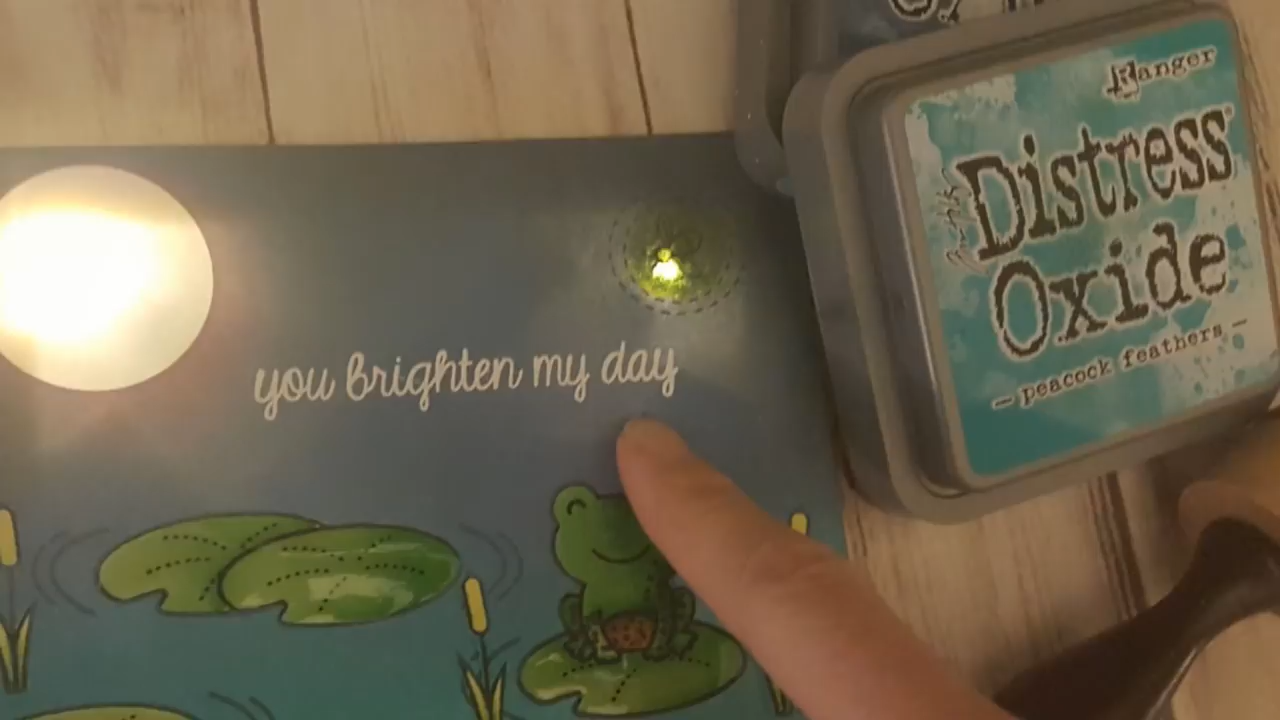 you brighten my day
Ranger
Distress
Oxide
— peacock feathers —